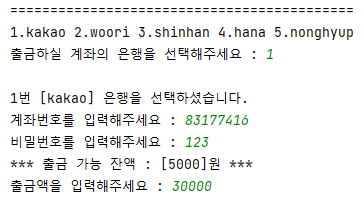 ============================================
1.kakao 2.woori 3.shinhan 4.hana 5.nonghyup
출금하실 계좌의 은행을 선택해주세요 : 1
1번 [kakao] 은행을 선택하셨습니다.
계좌번호를 입력해주세요 : 83177416
비밀번호를 입력해주세요 : 123
*** 출금 가능 잔액 : [5000]원 ***
출금액을 입력해주세요 : 30000